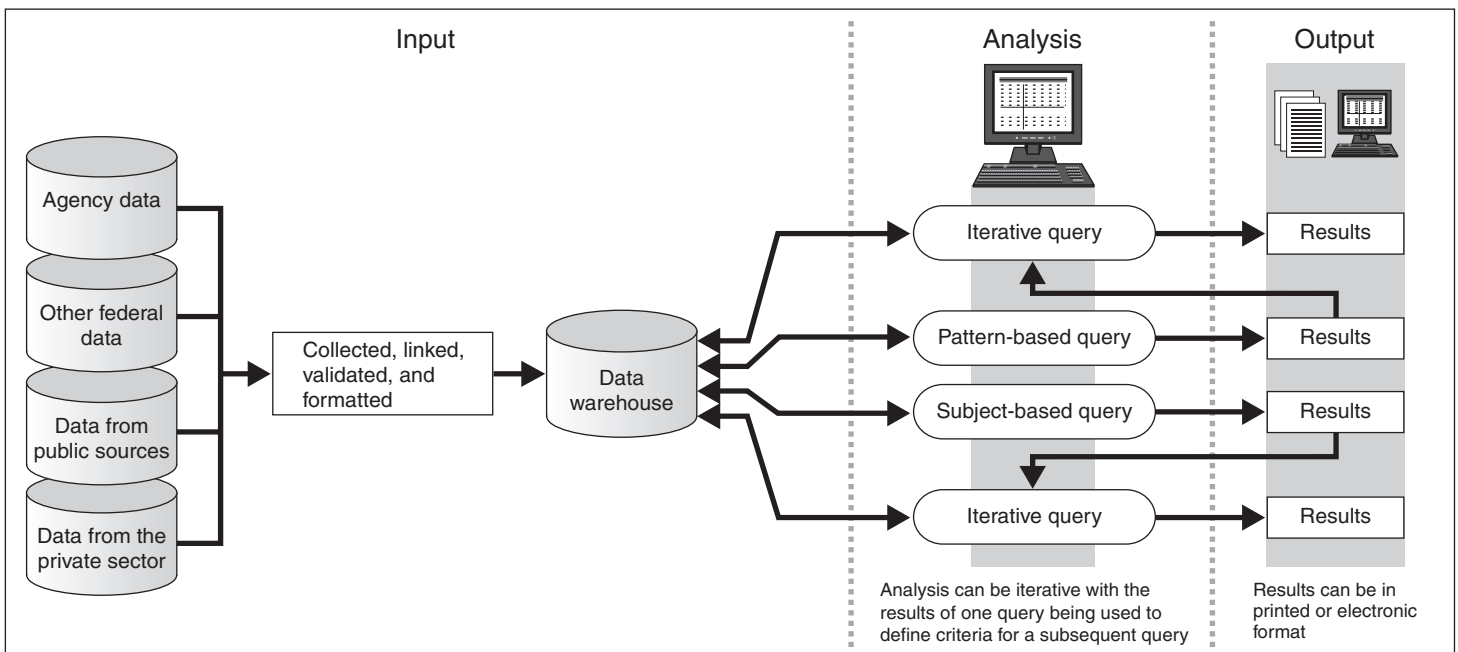 Input
Analysis
Output
Agency data
Other federal
data
Data from
public sources
Data from the
private sector
Collected, linked,
validated, and
formatted
Data
warehouse
Iterative query
Results
Pattern-based query
Results
Subject-based query
Results
Iterative query
Results
Analysis can be iterative with the
results of one query being used to
define criteria for a subsequent query
Results can be in
printed or electronic
format